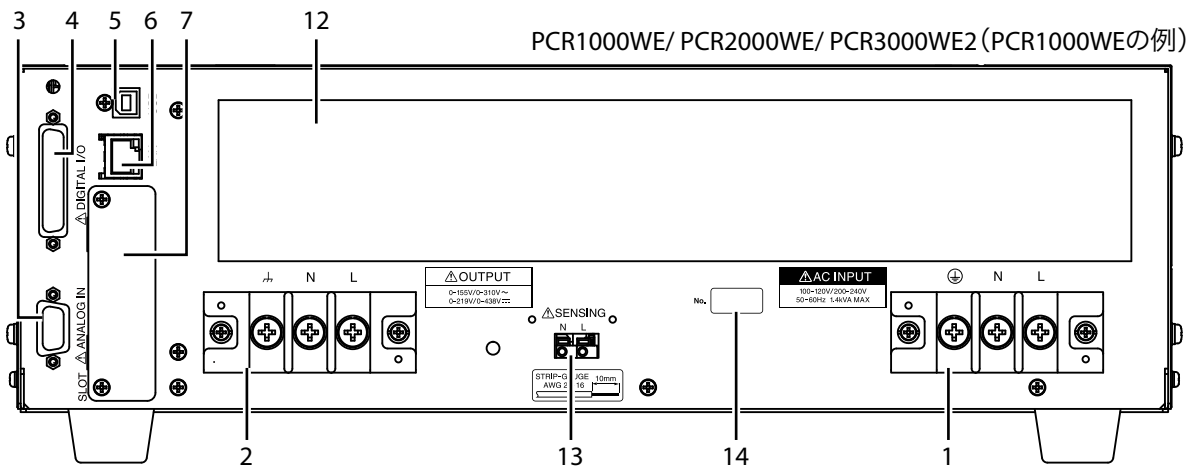 3 4 5 6 7 12
PCR1000WE/ PCR2000WE/ PCR3000WE2(PCR1000WEの例)
⚠DIGITAL I/O
SLOT ⚠ANALOG IN
N L
⚠OUTPUT
0-155V/0-310V～
0-219V/0-438V⎓
⚠SENSING
N L
STRIP-GAUGE
10mm
No.
⚠AC INPUT
100-120V/200-240V
50-60Hz 1.4kVA MAX
N L
2 13 14 1